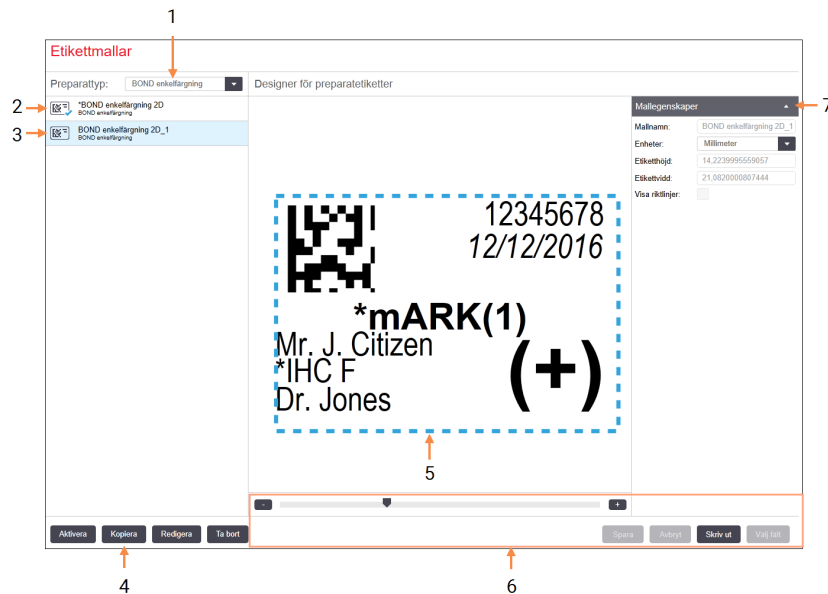 1
Etikettmallar
Preparattyp: BOND enkelfärgning
Designer för preparatetiketter
2
*BOND enkelfärgning 2D
BOND enkelfärgning
3
BOND enkelfärgning 2D_1
BOND enkelfärgning
Mallegenskaper
7
Mallnamn: BOND enkelfärgning 2D_1
Enheter: Millimeter
Etiketthöjd: 14,2239995559057
Etikettvidd: 21,0820000807444
Visa riktlinjer:
12345678
12/12/2016
*mARK(1)
Mr. J. Citizen
*IHC F
Dr. Jones
(+)
5
- +
Aktivera Kopiera Redigera Ta bort
Spara Avbryt Skriv ut Välj fält
4
6